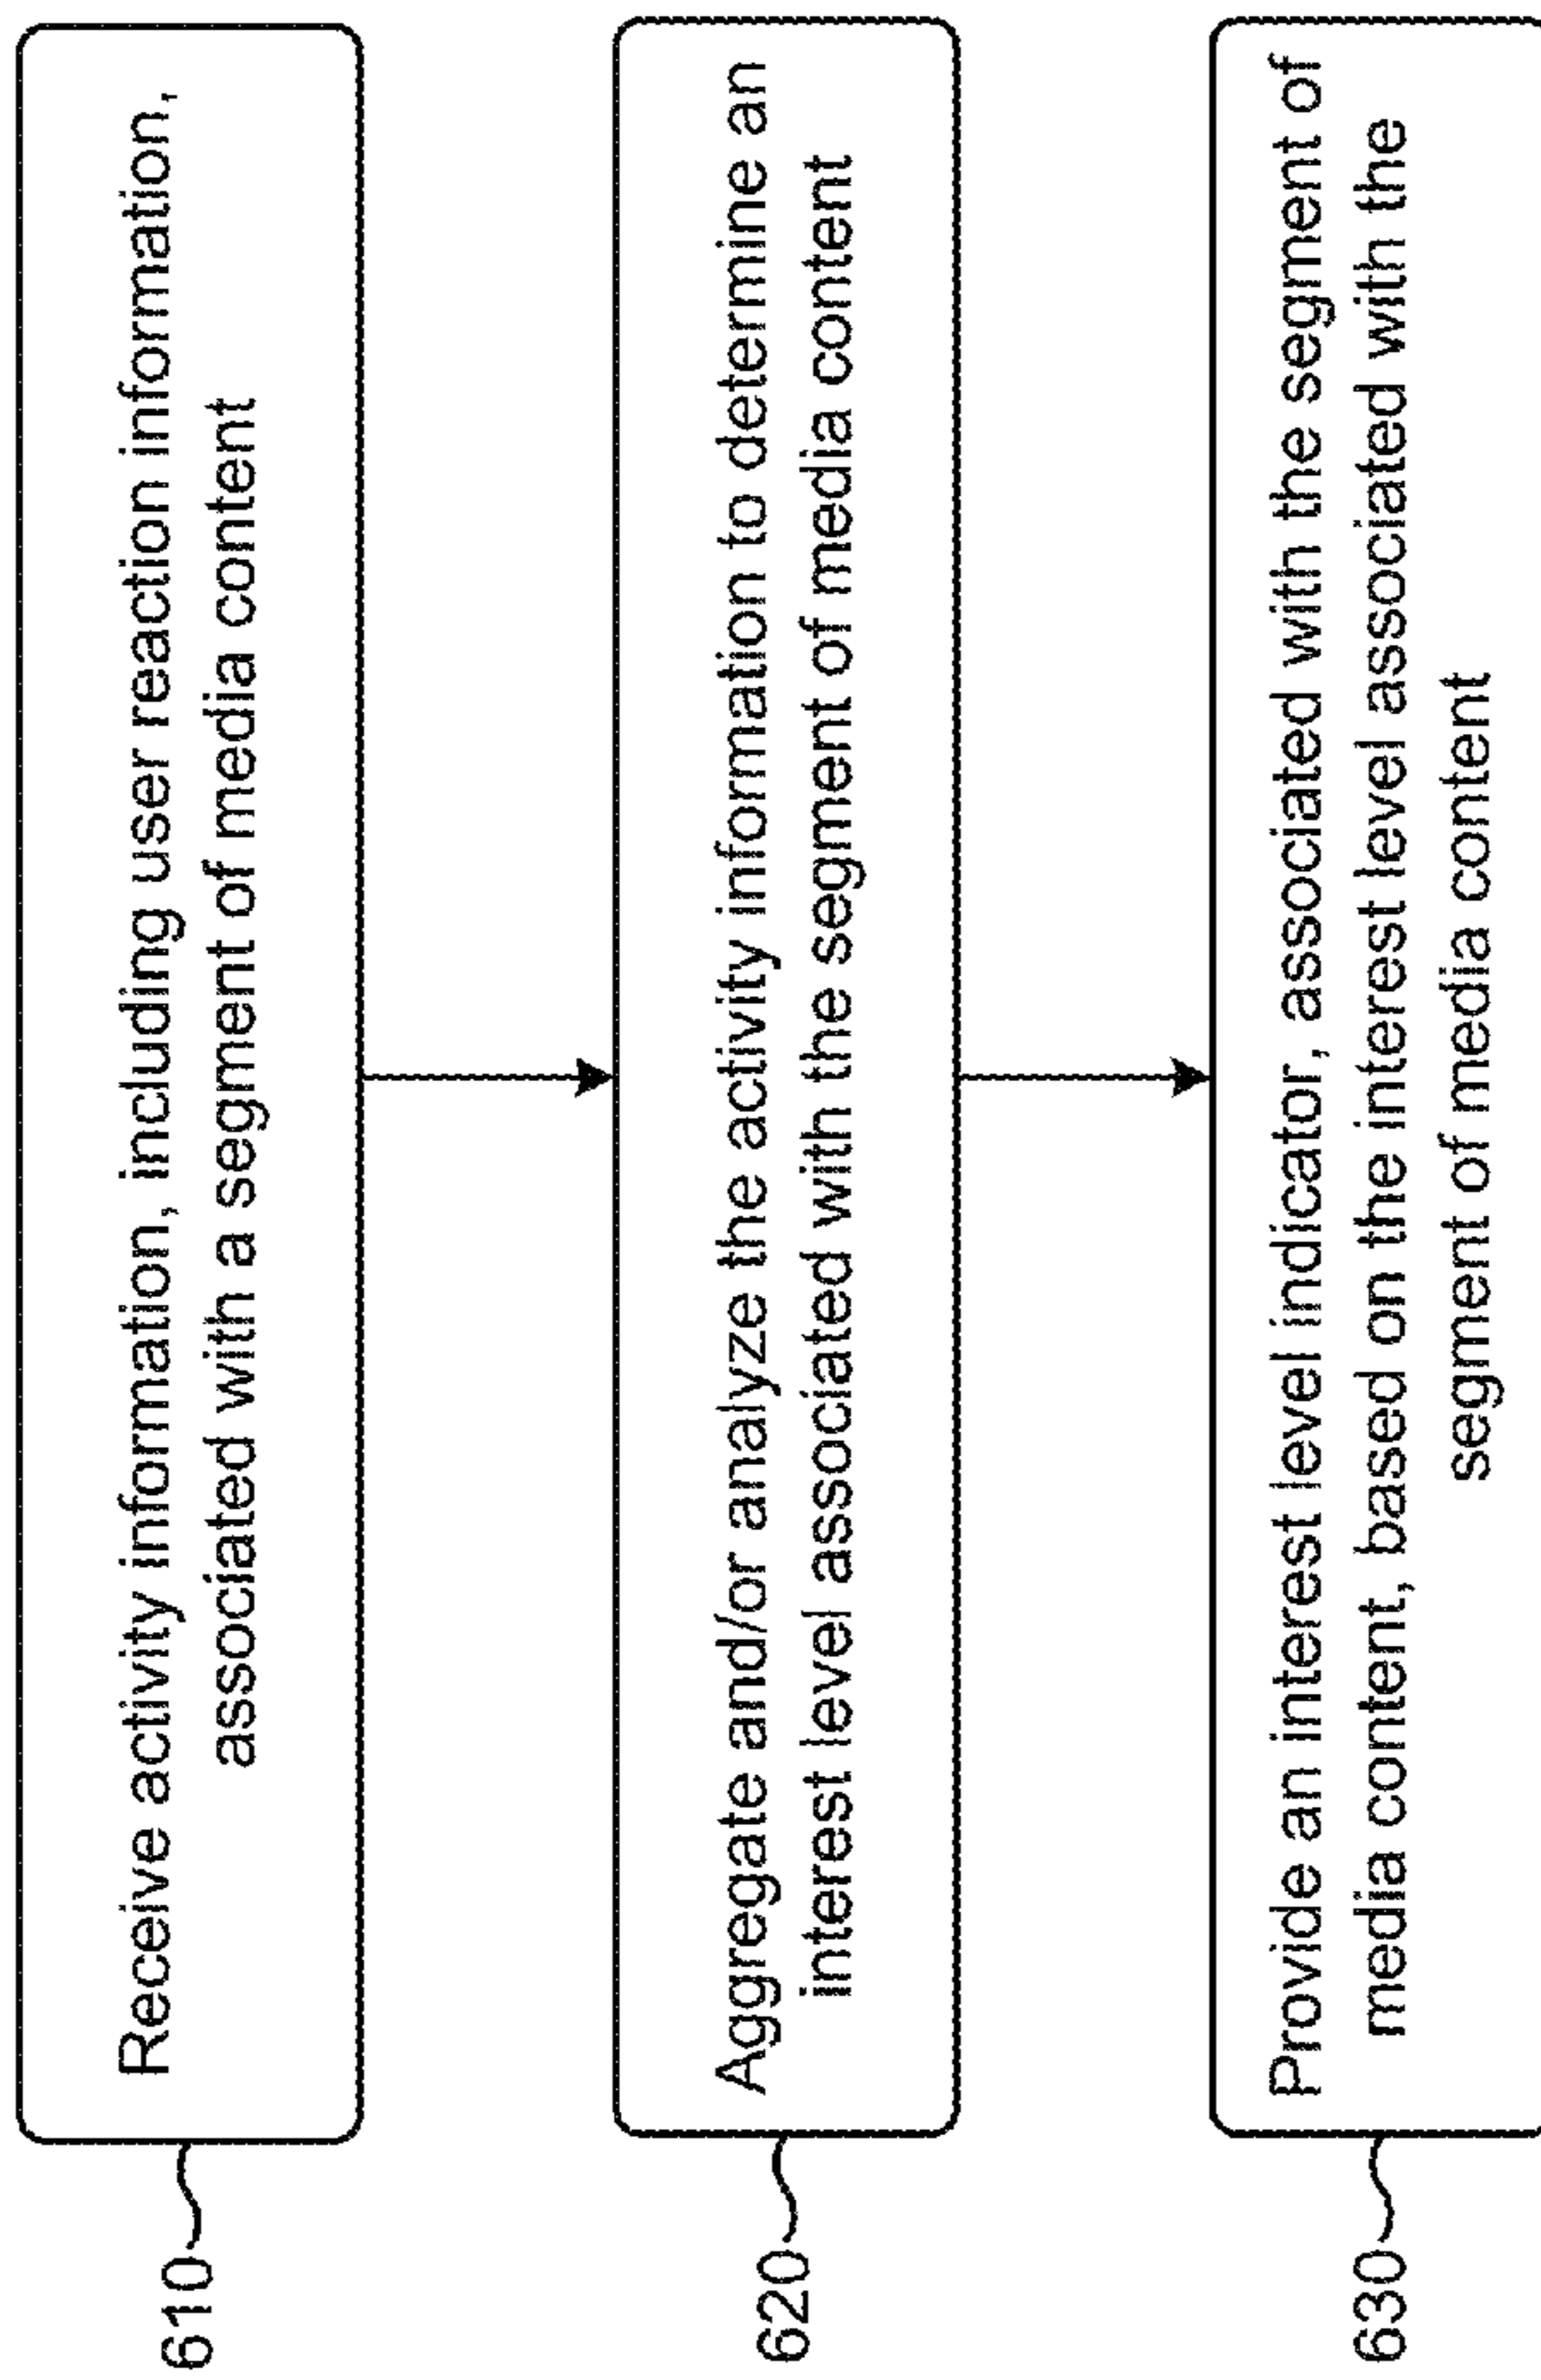 610
Receive activity information, including user reaction information,
associated with a segment of media content
620
Aggregate and/or analyze the activity information to determine an
interest level associated with the segment of media content
630
Provide an interest level indicator, associated with the segment of
media content, based on the interest level associated with the
segment of media content